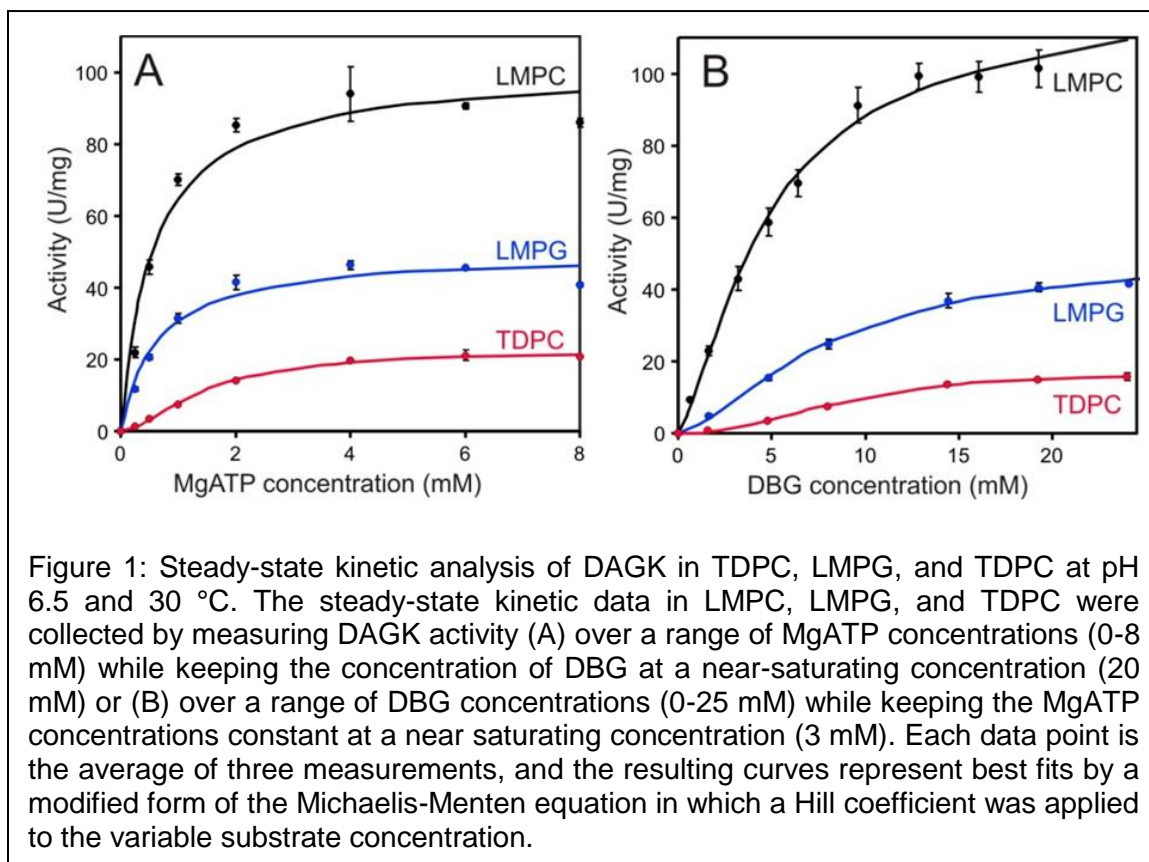 A
B
LMPC
LMPG
TDPC
LMPC
LMPG
TDPC
Activity (U/mg)
100
80
60
40
20
0
0 2 4 6 8
MgATP concentration (mM)
Activity (U/mg)
100
80
60
40
20
0
0 5 10 15 20
DBG concentration (mM)
Figure 1: Steady-state kinetic analysis of DAGK in TDPC, LMPG, and TDPC at pH
6.5 and 30 °C. The steady-state kinetic data in LMPC, LMPG, and TDPC were
collected by measuring DAGK activity (A) over a range of MgATP concentrations (0-8
mM) while keeping the concentration of DBG at a near-saturating concentration (20
mM) or (B) over a range of DBG concentrations (0-25 mM) while keeping the MgATP
concentrations constant at a near saturating concentration (3 mM). Each data point is
the average of three measurements, and the resulting curves represent best fits by a
modified form of the Michaelis-Menten equation in which a Hill coefficient was applied
to the variable substrate concentration.